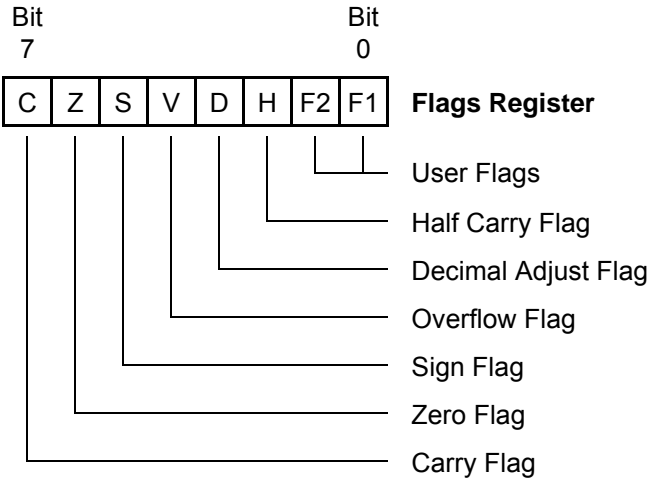 Bit Bit
7 0
C Z S V D H F2 F1 Flags Register
User Flags
Half Carry Flag
Decimal Adjust Flag
Overflow Flag
Sign Flag
Zero Flag
Carry Flag